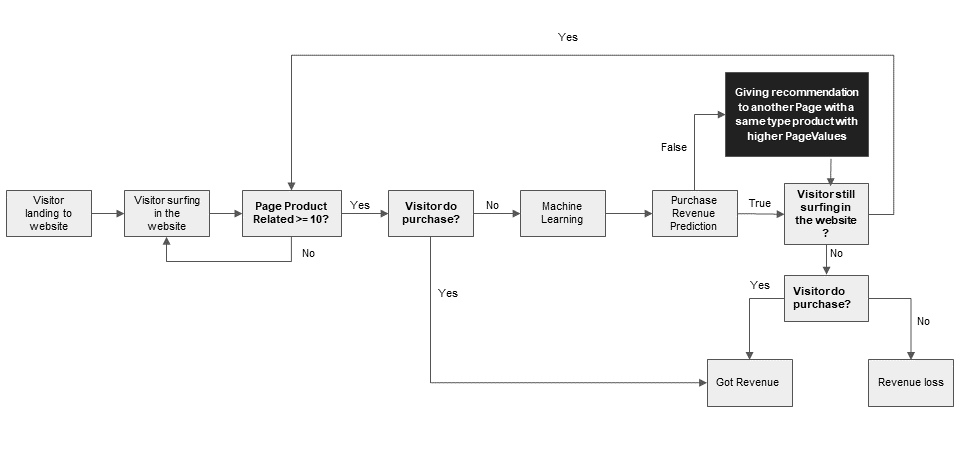 Yes
Giving recommendation
to another Page with a
same type product with
higher PageValues
False
Visitor
landing to
website
Visitor surfing
in the
website
Page Product
Related >= 10?
Yes
Visitor do
purchase?
No
Machine
Learning
Purchase
Revenue
Prediction
True
Visitor still
surfing in
the website
?
No
No
Yes
Visitor do
purchase?
Yes
No
Got Revenue
Revenue loss